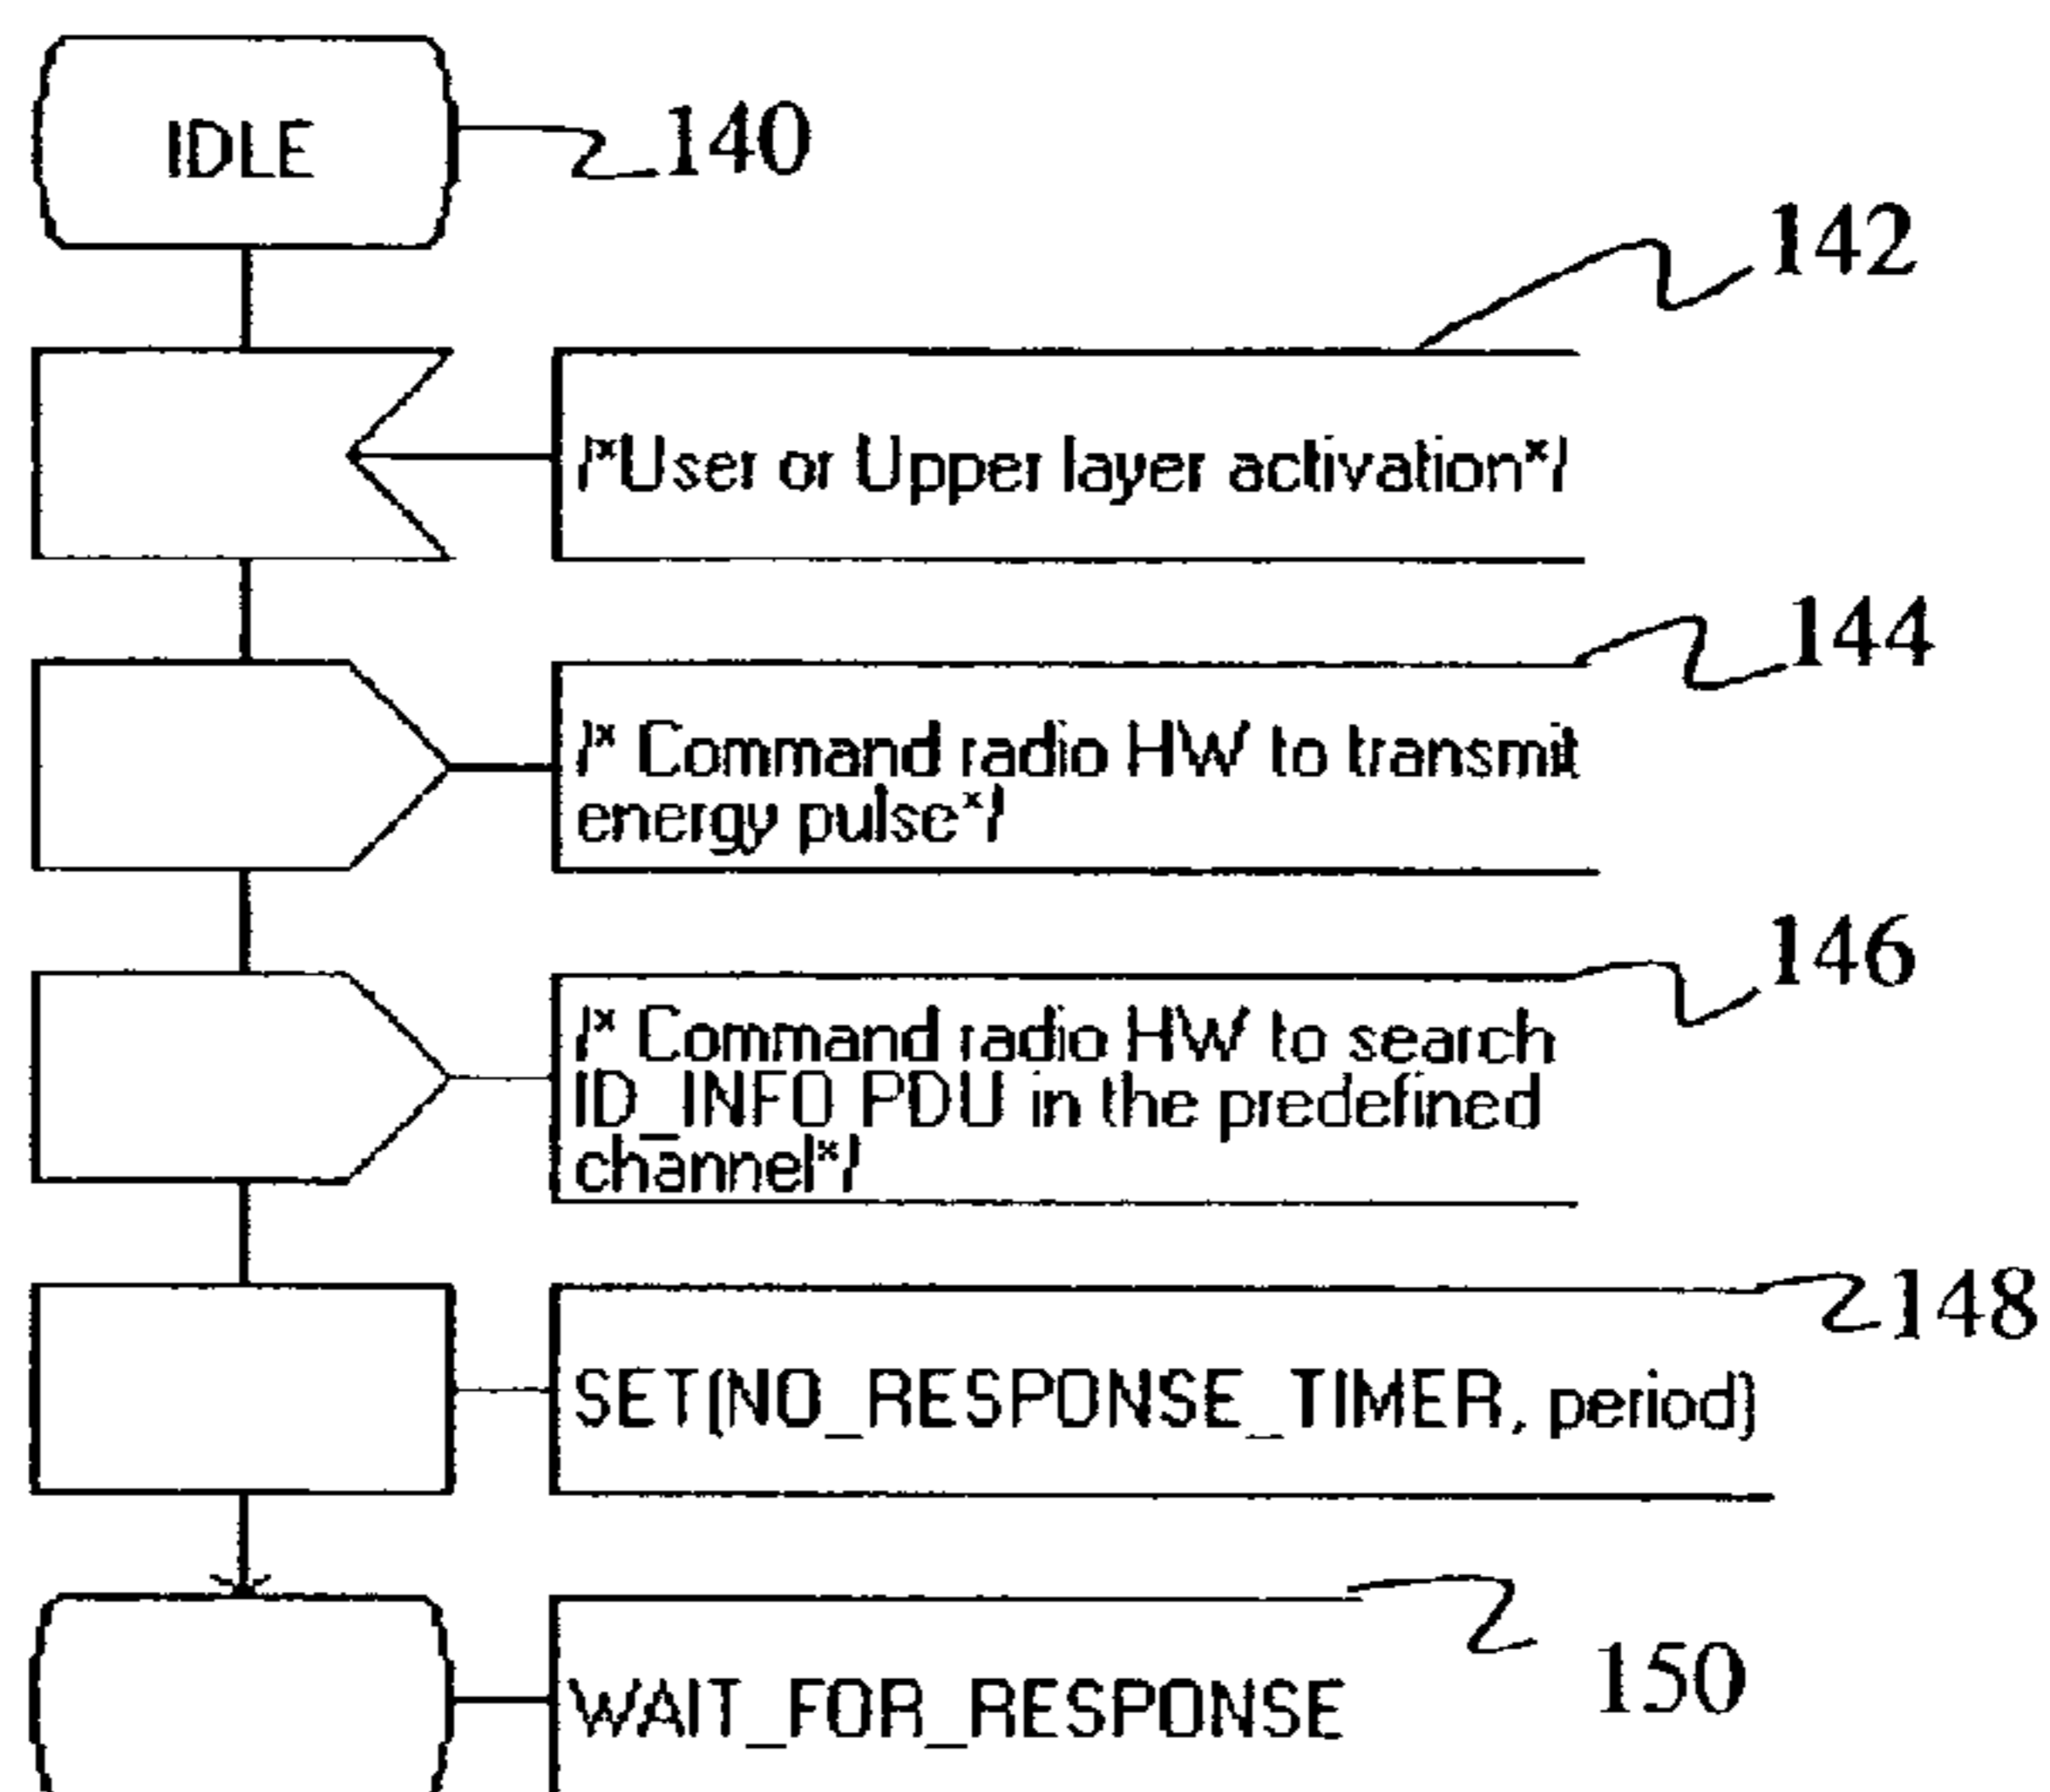 IDLE
140
142
/*User or Upper layer activation*/
144
/* Command radio HW to transmit
energy pulse*/
146
/* Command radio HW to search
ID_INFO PDU in the predefined
channel*/
148
SET(NO_RESPONSE_TIMER, period)
150
WAIT_FOR_RESPONSE